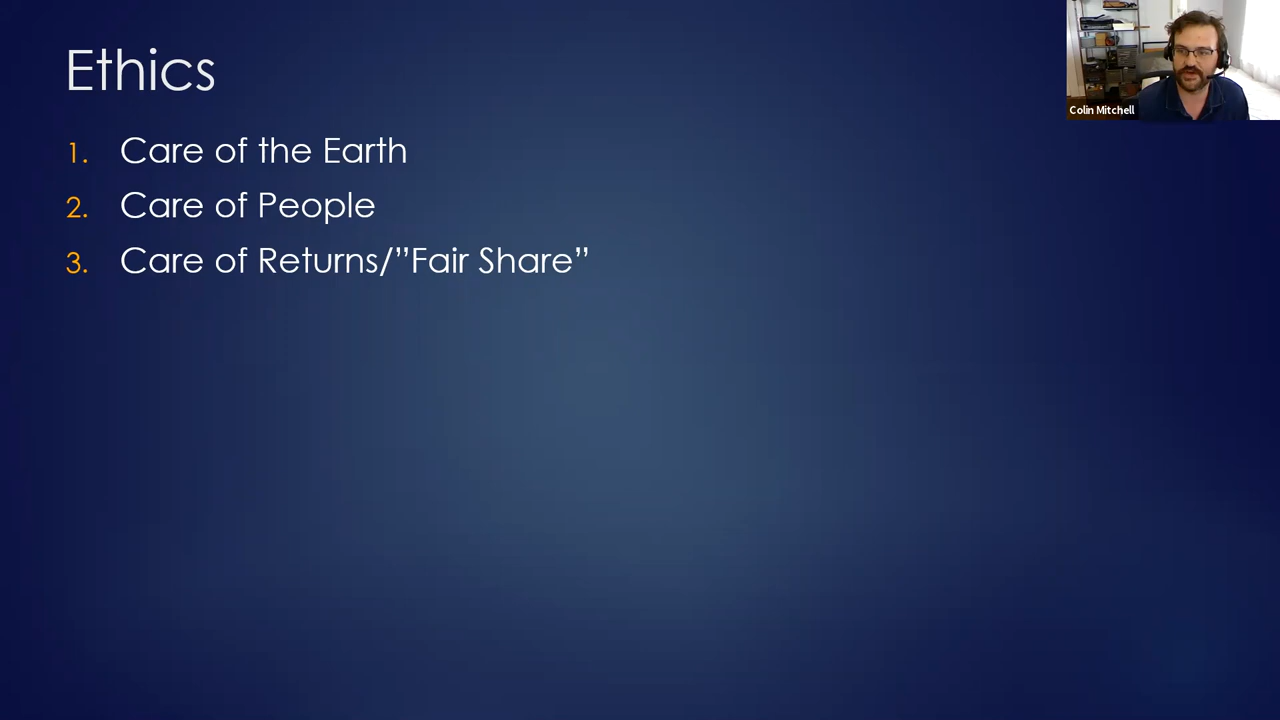 Ethics
1. Care of the Earth
2. Care of People
3. Care of Returns/”Fair Share”
Colin Mitchell